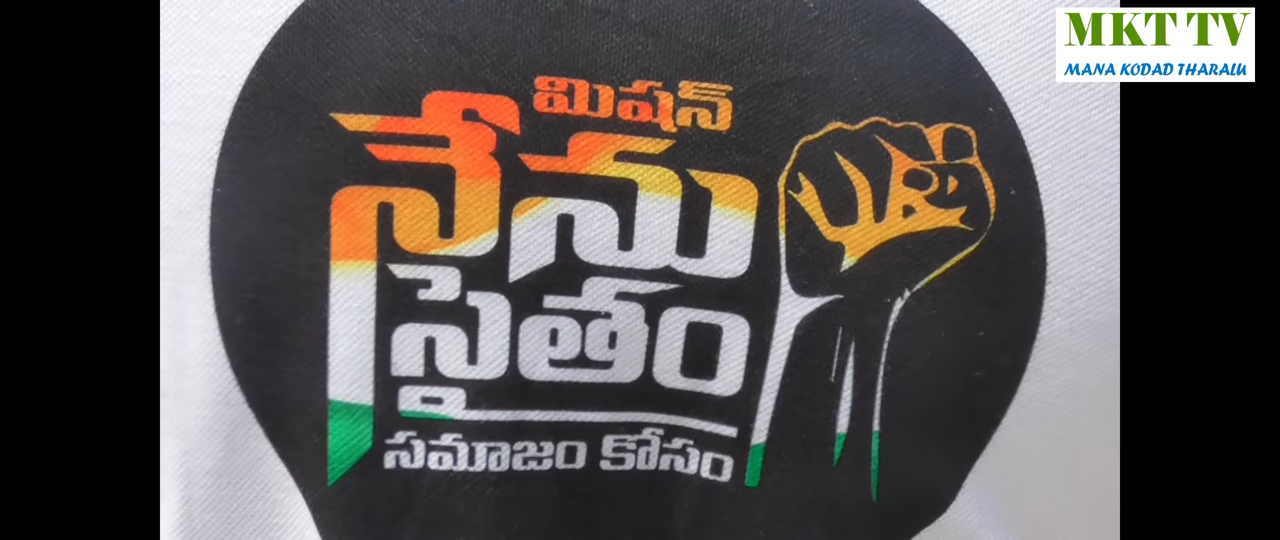 MKT TV
MANA KODAD THARALU
మిషన్
నేను
సైతం
సమాజం కోసం